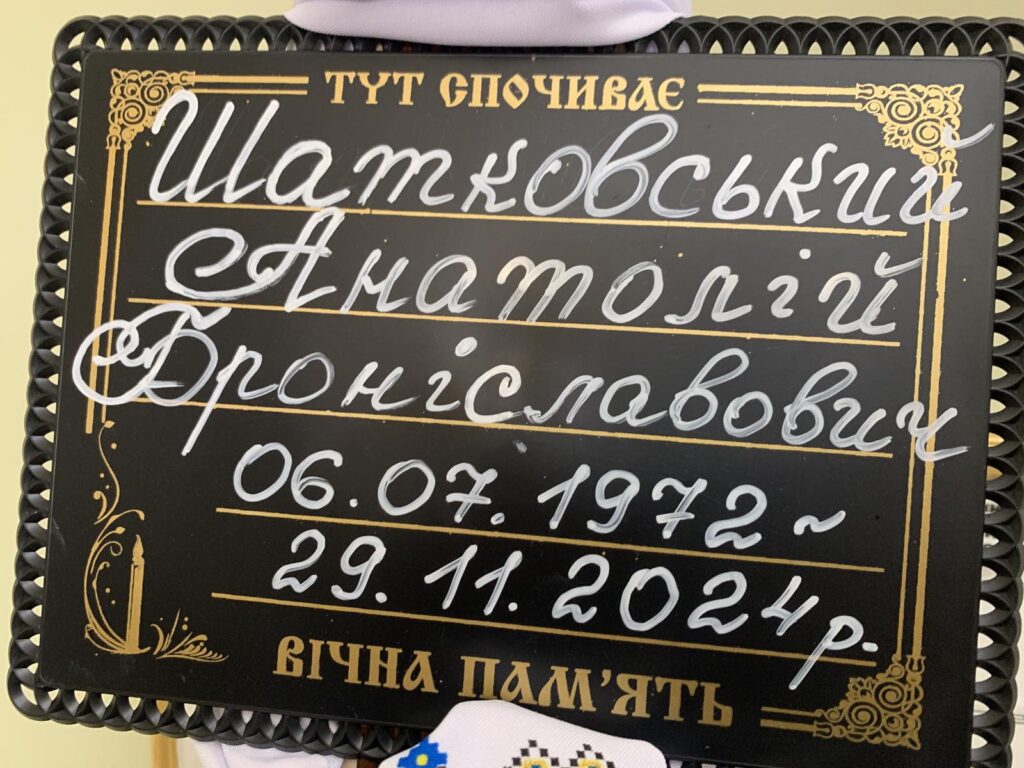 ТУТ СПОЧИВАЄ
Шатковський
Анатолій
Броніславович
06.07.1972~
29.11.2024р.
ВІЧНА ПАМ'ЯТЬ